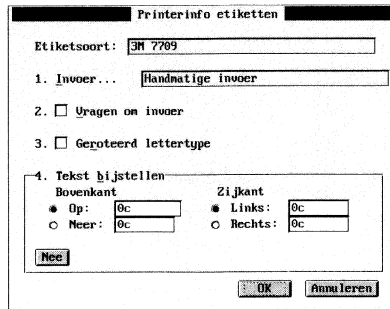 Printerinfo etiketten
Etiketsoort: 3M 7709
1. Invoer... Handmatige invoer
2. Vragen om invoer
3. Geroteerd lettertype
4. Tekst bijstellen
Bovenkant Zijkant
Op: 0c Links: 0c
Neer: 0c Rechts: 0c
Nee
OK Annuleren